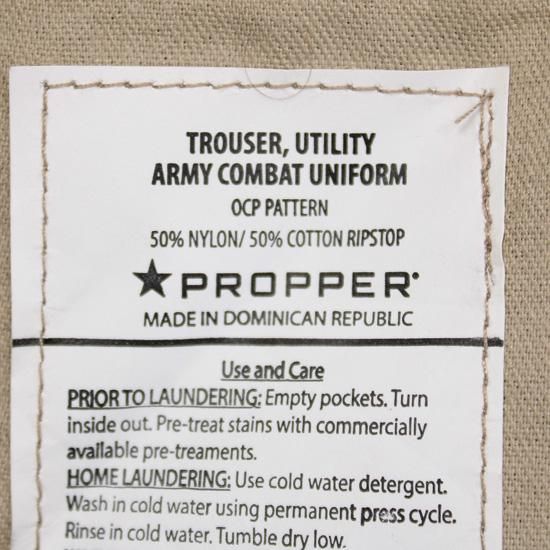 TROUSER, UTILITY
ARMY COMBAT UNIFORM
OCP PATTERN
50% NYLON/ 50% COTTON RIPSTOP
PROPPER
MADE IN DOMINICAN REPUBLIC
Use and Care
PRIOR TO LAUNDERING: Empty pockets. Turn
inside out. Pre-treat stains with commercially
available pre-treaments.
HOME LAUNDERING: Use cold water detergent.
Wash in cold water using permanent press cycle.
Rinse in cold water. Tumble dry low.